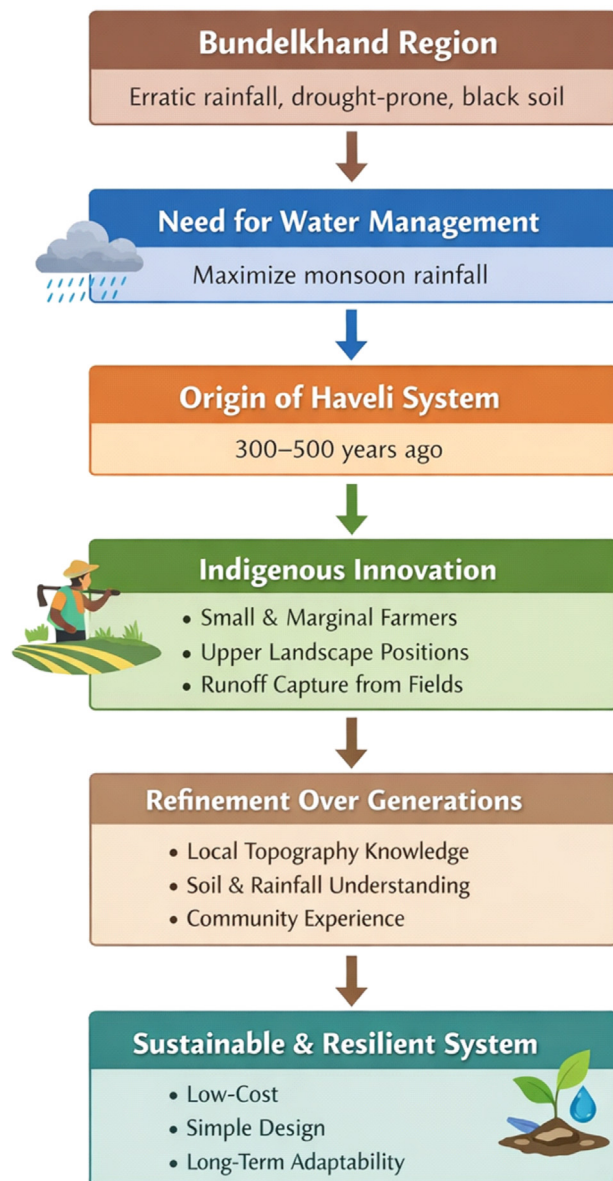 Bundelkhand Region
Erratic rainfall, drought-prone, black soil
Need for Water Management
Maximize monsoon rainfall
Origin of Haveli System
300–500 years ago
Indigenous Innovation
• Small & Marginal Farmers
• Upper Landscape Positions
• Runoff Capture from Fields
Refinement Over Generations
• Local Topography Knowledge
• Soil & Rainfall Understanding
• Community Experience
Sustainable & Resilient System
• Low-Cost
• Simple Design
• Long-Term Adaptability